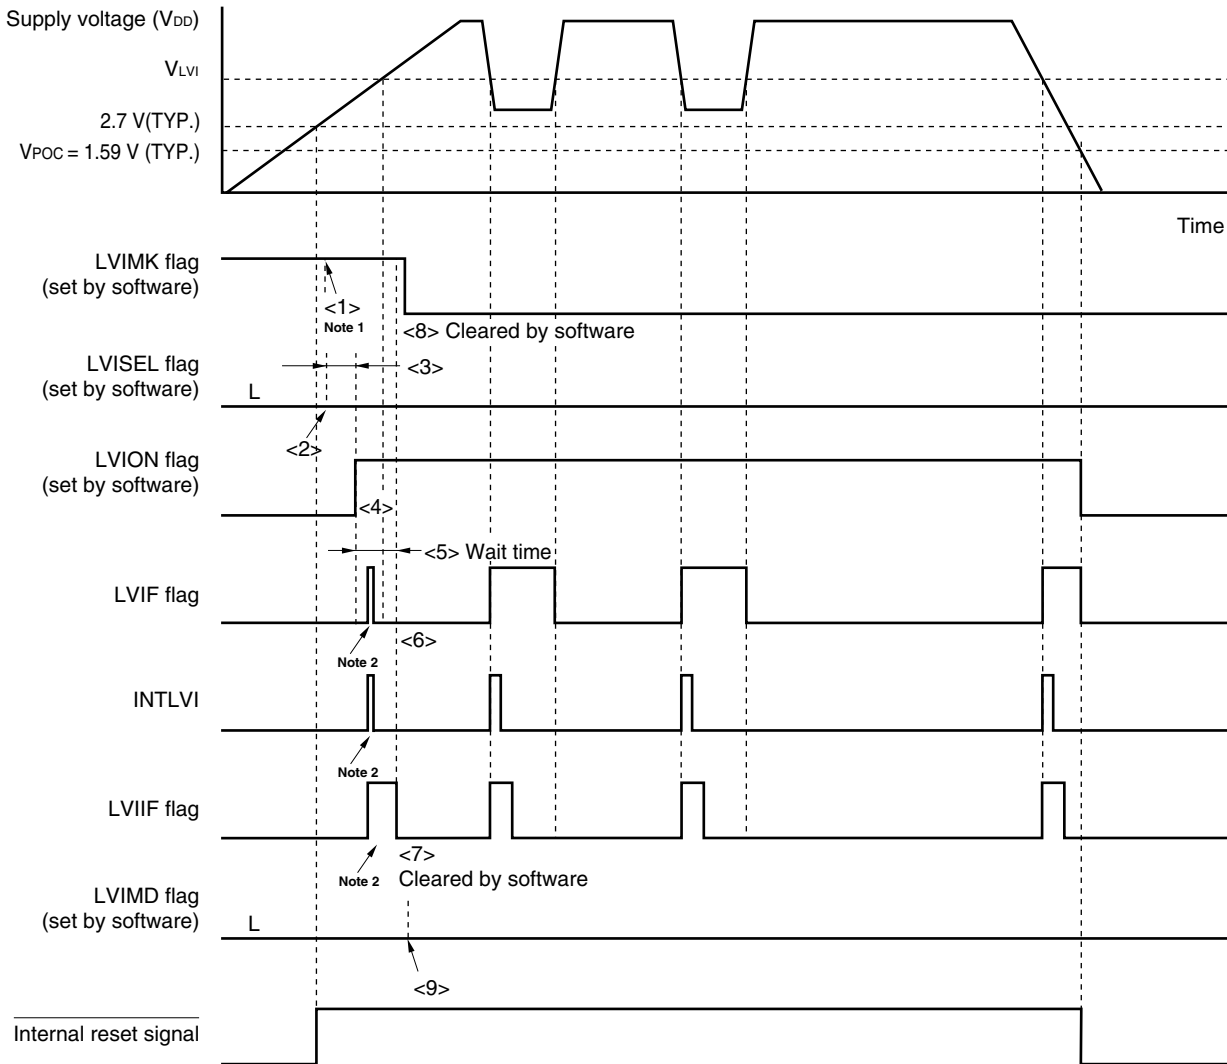 Supply voltage (VDD)
VLVI
2.7 V(TYP.)
VPOC = 1.59 V (TYP.)
Time
LVIMK flag
(set by software)
<1>
Note 1
<8> Cleared by software
LVISEL flag
(set by software)
L
<3>
<2>
LVION flag
(set by software)
<4>
<5> Wait time
LVIF flag
<6>
Note 2
INTLVI
Note 2
LVIIF flag
<7>
Note 2
Cleared by software
LVIMD flag
(set by software)
L
<9>
Internal reset signal